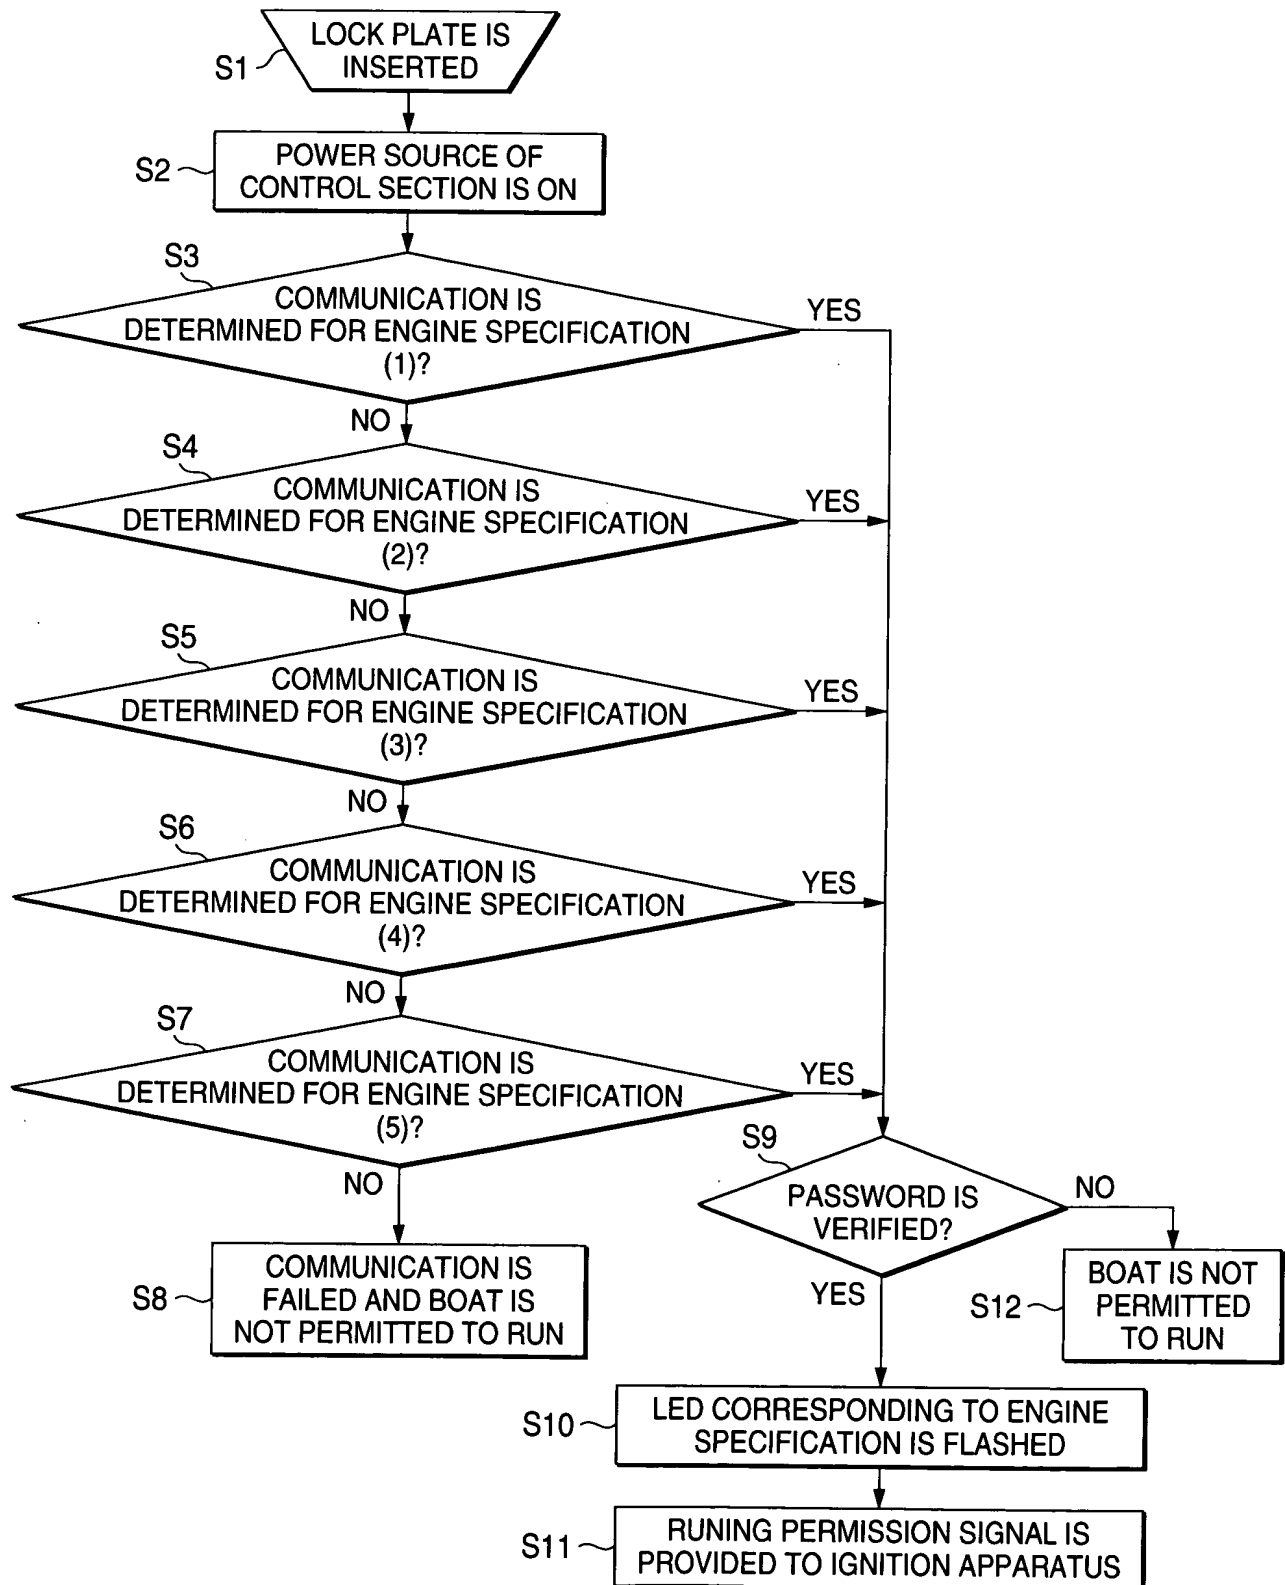 S1
LOCK PLATE IS
INSERTED
S2
POWER SOURCE OF
CONTROL SECTION IS ON
S3
COMMUNICATION IS
DETERMINED FOR ENGINE SPECIFICATION
(1)?
YES
NO
S4
COMMUNICATION IS
DETERMINED FOR ENGINE SPECIFICATION
(2)?
YES
NO
S5
COMMUNICATION IS
DETERMINED FOR ENGINE SPECIFICATION
(3)?
YES
NO
S6
COMMUNICATION IS
DETERMINED FOR ENGINE SPECIFICATION
(4)?
YES
NO
S7
COMMUNICATION IS
DETERMINED FOR ENGINE SPECIFICATION
(5)?
YES
NO
S8
COMMUNICATION IS
FAILED AND BOAT IS
NOT PERMITTED TO RUN
S9
PASSWORD IS
VERIFIED?
NO
YES
S12
BOAT IS NOT
PERMITTED
TO RUN
S10
LED CORRESPONDING TO ENGINE
SPECIFICATION IS FLASHED
S11
RUNING PERMISSION SIGNAL IS
PROVIDED TO IGNITION APPARATUS